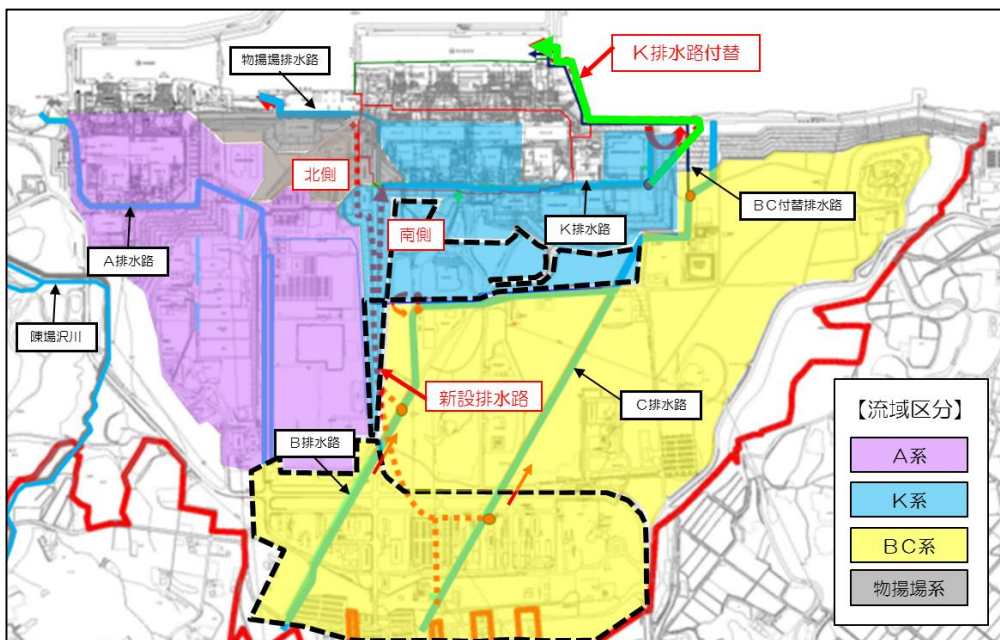 物揚場排水路
K排水路付替
北側
南側
A排水路
K排水路
BC付替排水路
陳場沢川
新設排水路
C排水路
B排水路
【流域区分】
A系
K系
BC系
物揚場系